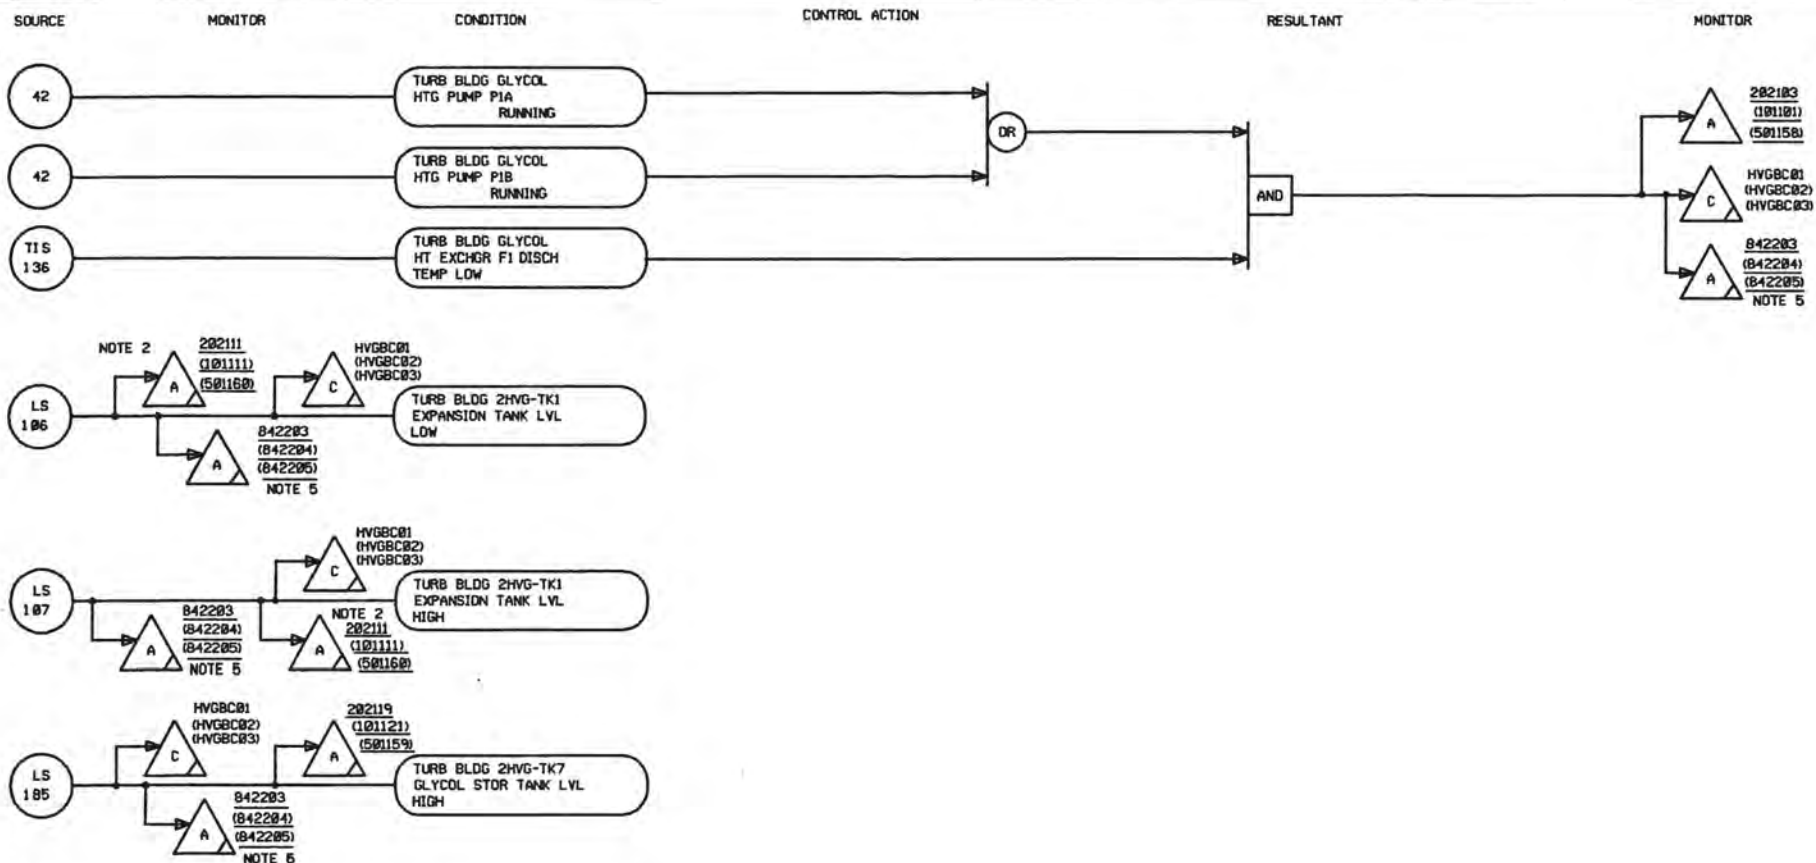 SOURCE MONITOR CONDITION CONTROL ACTION RESULTANT MONITOR
42
TURB BLDG GLYCOL
HTG PUMP P1A
RUNNING
OR
42
TURB BLDG GLYCOL
HTG PUMP P1B
RUNNING
AND
TIS
136
TURB BLDG GLYCOL
HT EXCHGR F1 DISCH
TEMP LOW
A
202103
(101101)
(501158)
C
HVGBC01
(HVGBC02)
(HVGBC03)
A
842203
(842204)
(842205)
NOTE 5
LS
106
NOTE 2
A
202111
(101111)
(501160)
C
HVGBC01
(HVGBC02)
(HVGBC03)
A
842203
(842204)
(842205)
NOTE 5
TURB BLDG 2HVG-TK1
EXPANSION TANK LVL
LOW
LS
107
A
842203
(842204)
(842205)
NOTE 5
C
HVGBC01
(HVGBC02)
(HVGBC03)
A
NOTE 2
202111
(101111)
(501160)
TURB BLDG 2HVG-TK1
EXPANSION TANK LVL
HIGH
LS
185
C
HVGBC01
(HVGBC02)
(HVGBC03)
A
202119
(101121)
(501159)
A
842203
(842204)
(842205)
NOTE 5
TURB BLDG 2HVG-TK7
GLYCOL STOR TANK LVL
HIGH